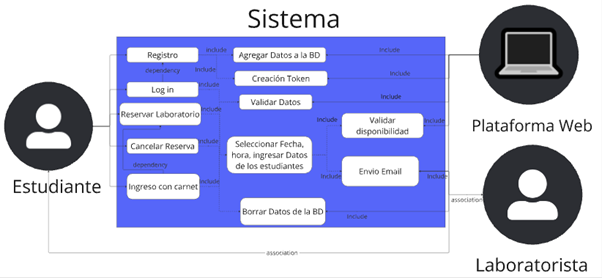 Sistema
Registro
include
Agregar Datos a la BD
Include
dependency
Include
Creación Token
Include
Log in
Include
Validar Datos
Include
Reservar Laboratorio
Include
Validar
disponibilidad
Include
Plataforma Web
Cancelar Reserva
Include
Seleccionar Fecha,
hora, ingresar Datos
de los estudiantes
dependency
Include
Envio Email
Include
Estudiante
Ingreso con carnet
Include
Borrar Datos de la BD
Include
association
association
Laboratorista